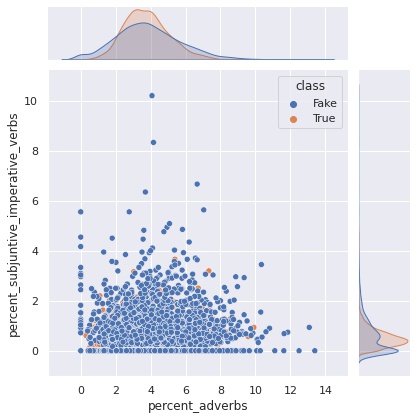 class
Fake
True
percent_subjuntive_imperative_verbs
10
8
6
4
2
0
0 2 4 6 8 10 12 14
percent_adverbs